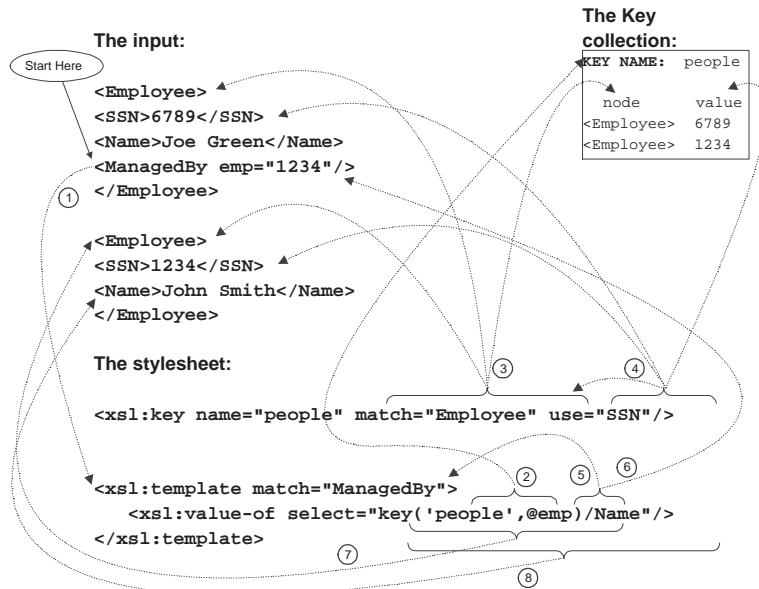 The input:
Start Here
<Employee>
<SSN>6789</SSN>
<Name>Joe Green</Name>
<ManagedBy emp="1234"/>
</Employee>
1
<Employee>
<SSN>1234</SSN>
<Name>John Smith</Name>
</Employee>
The Key
collection:
KEY NAME: people
node value
<Employee> 6789
<Employee> 1234
The stylesheet:
3
4
<xsl:key name="people" match="Employee" use="SSN"/>
2
5
6
<xsl:template match="ManagedBy">
<xsl:value-of select="key('people',@emp)/Name"/>
</xsl:template>
7
8